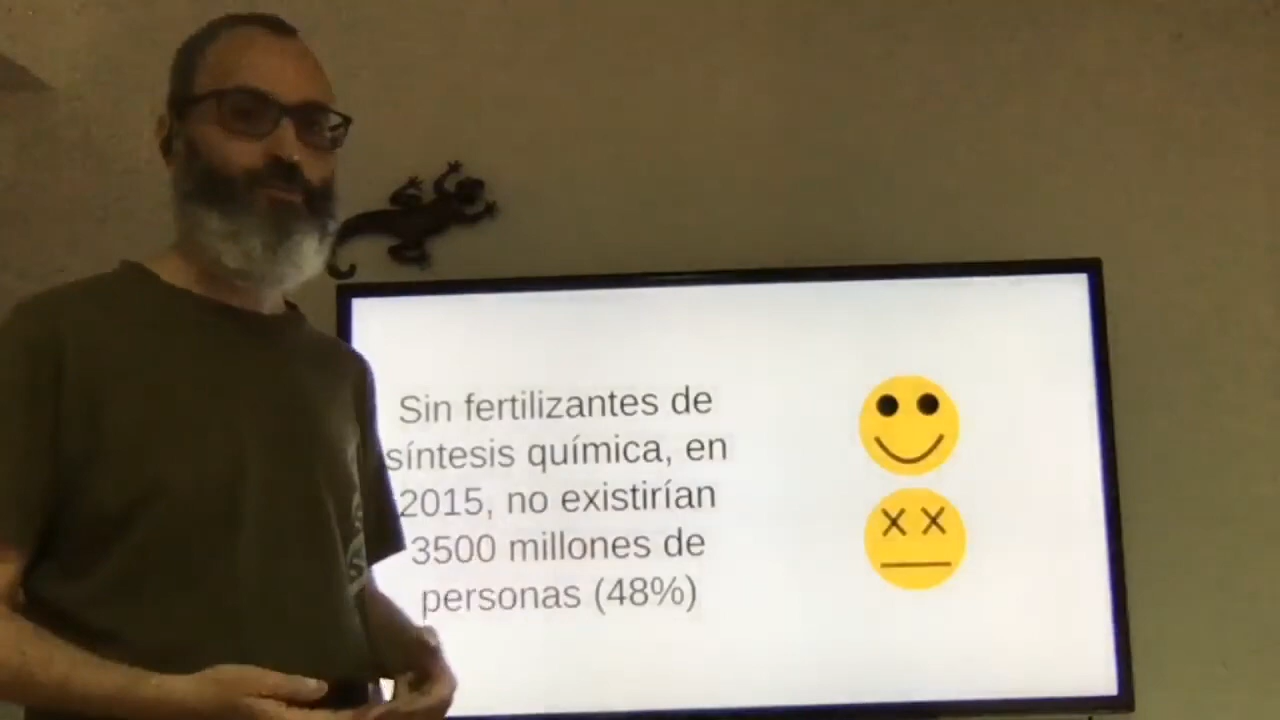 Sin fertilizantes de
síntesis química, en
2015, no existirían
3500 millones de
personas (48%)